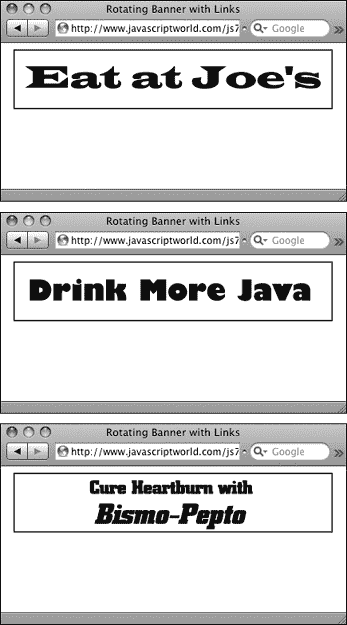 Rotating Banner with Links
http://www.javascriptworld.com/js7
Google
Eat at Joe's
Rotating Banner with Links
http://www.javascriptworld.com/js7
Google
Drink More Java
Rotating Banner with Links
http://www.javascriptworld.com/js7
Google
Cure Heartburn with
Bismo-Pepto